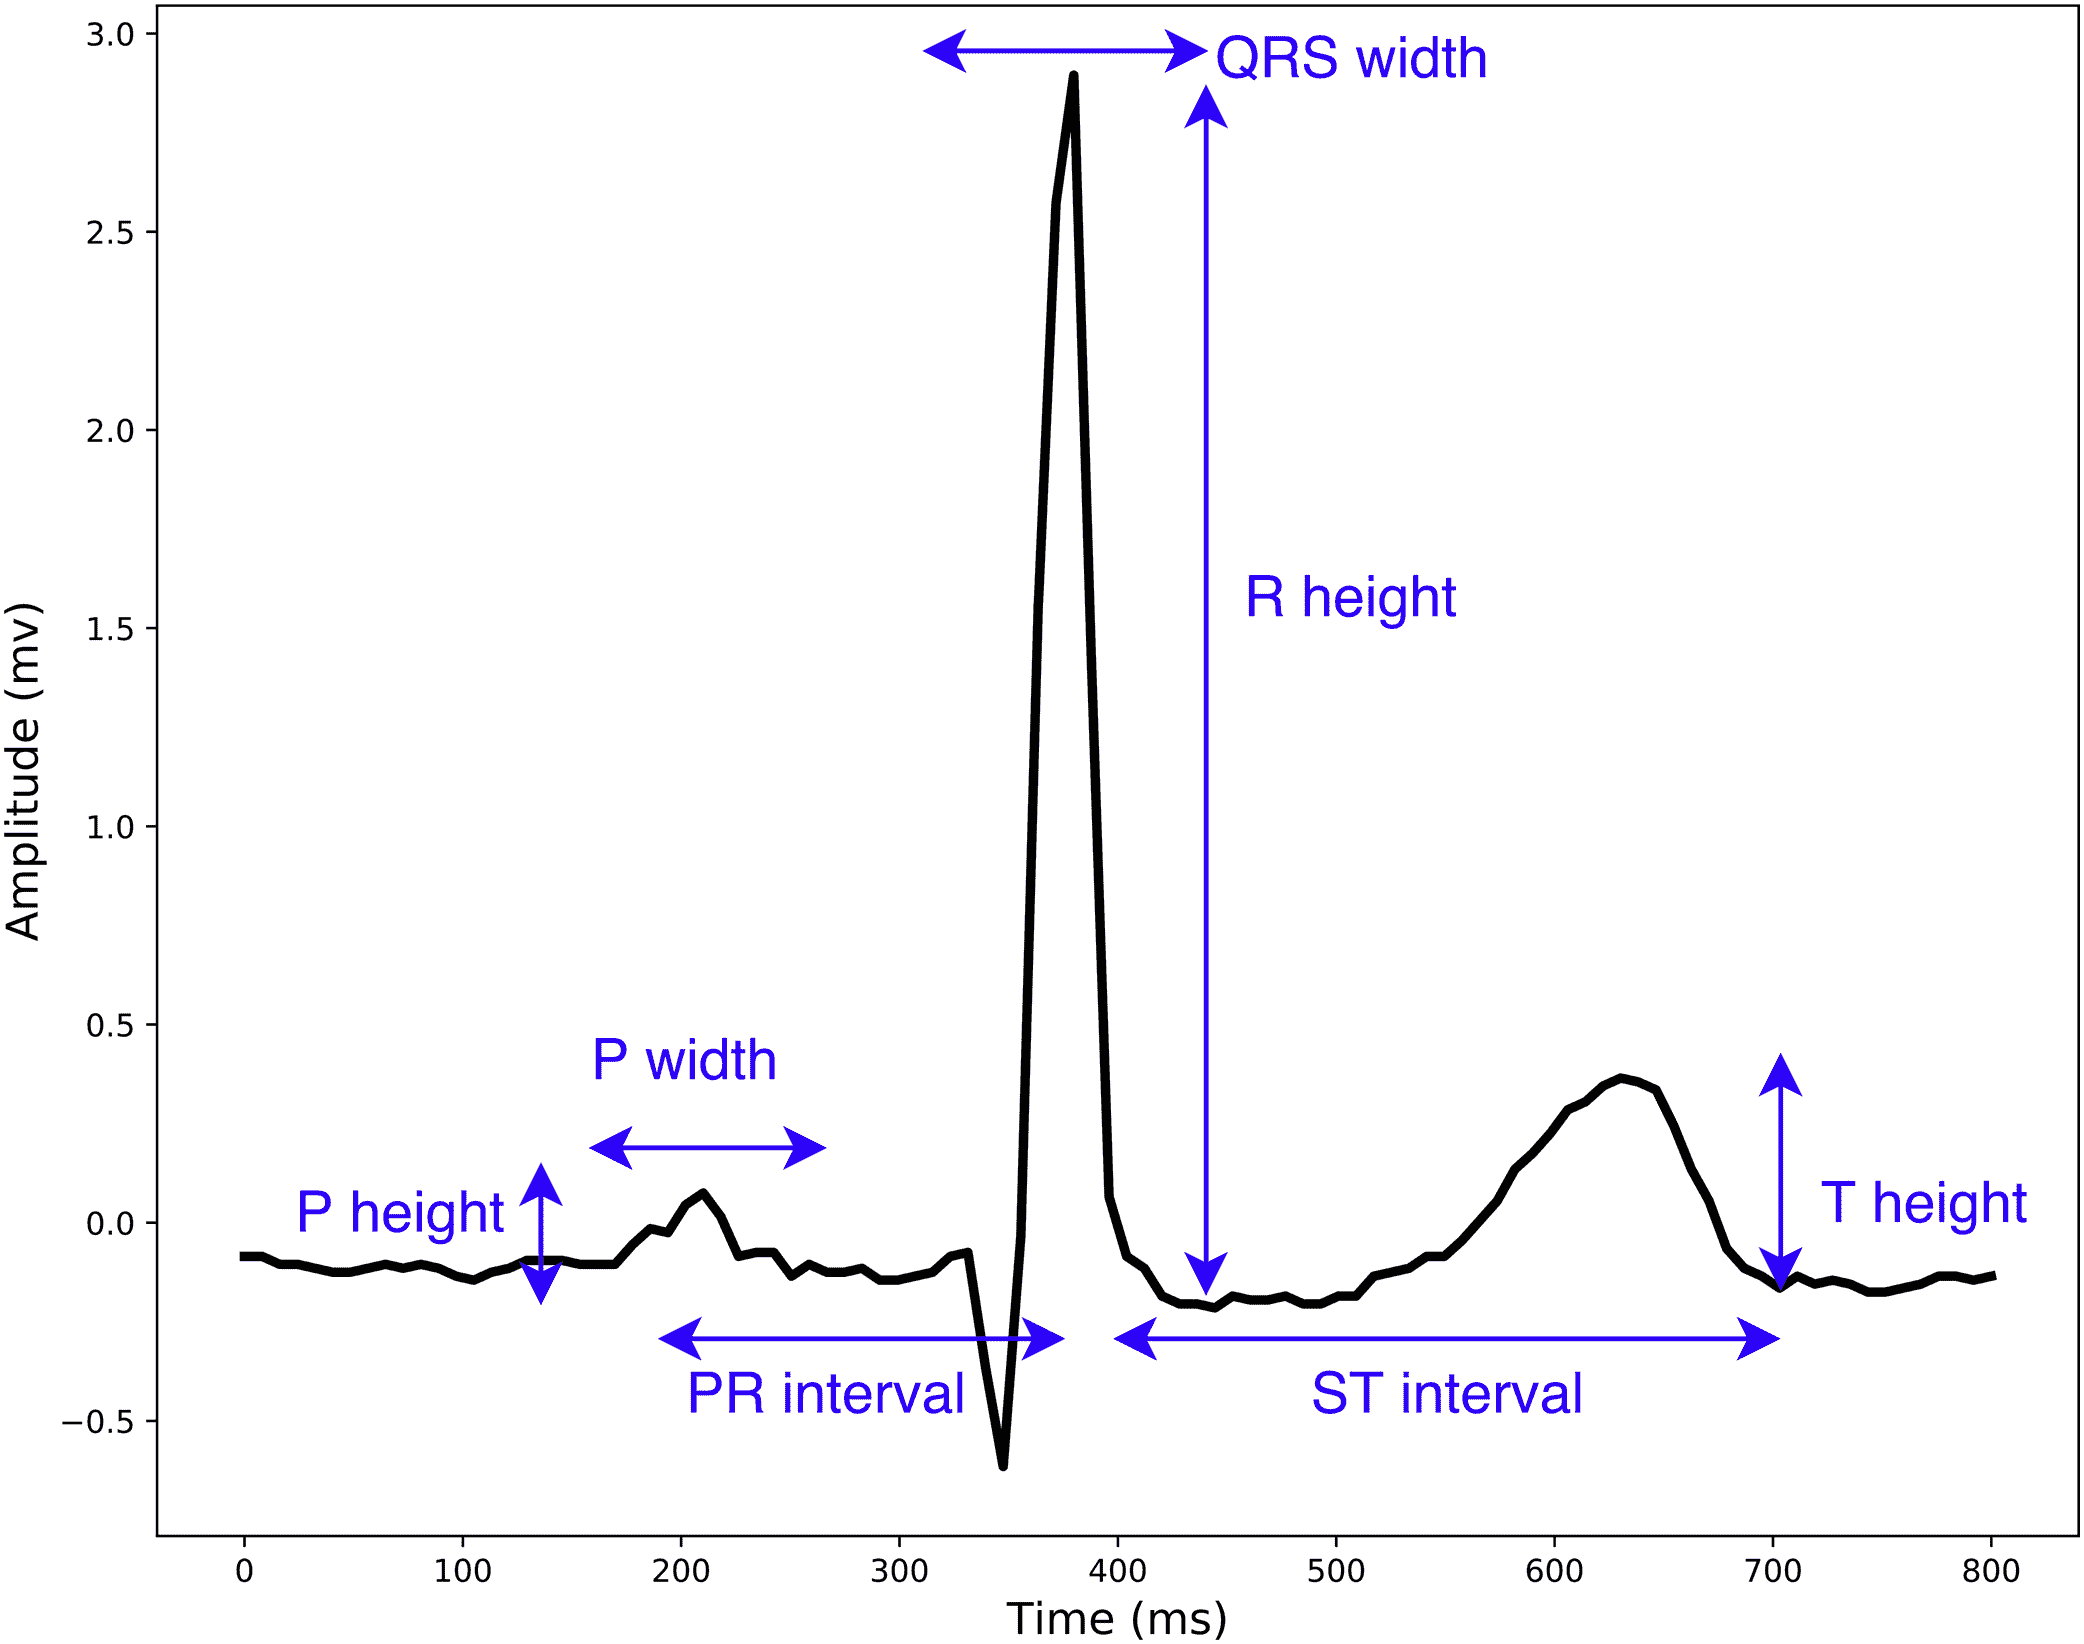 3.0
QRS width
2.5
2.0
R height
1.5
1.0
0.5
P width
P height
T height
0.0
PR interval
ST interval
−0.5
0 100 200 300 400 500 600 700 800
Time (ms)
Amplitude (mv)